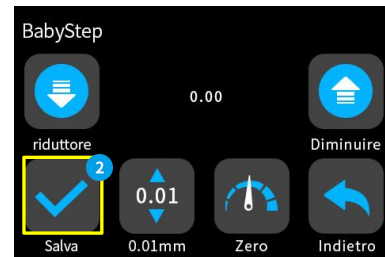 BabyStep
0.00
riduttore
Diminuire
2
0.01
Salva
0.01mm
Zero
Indietro